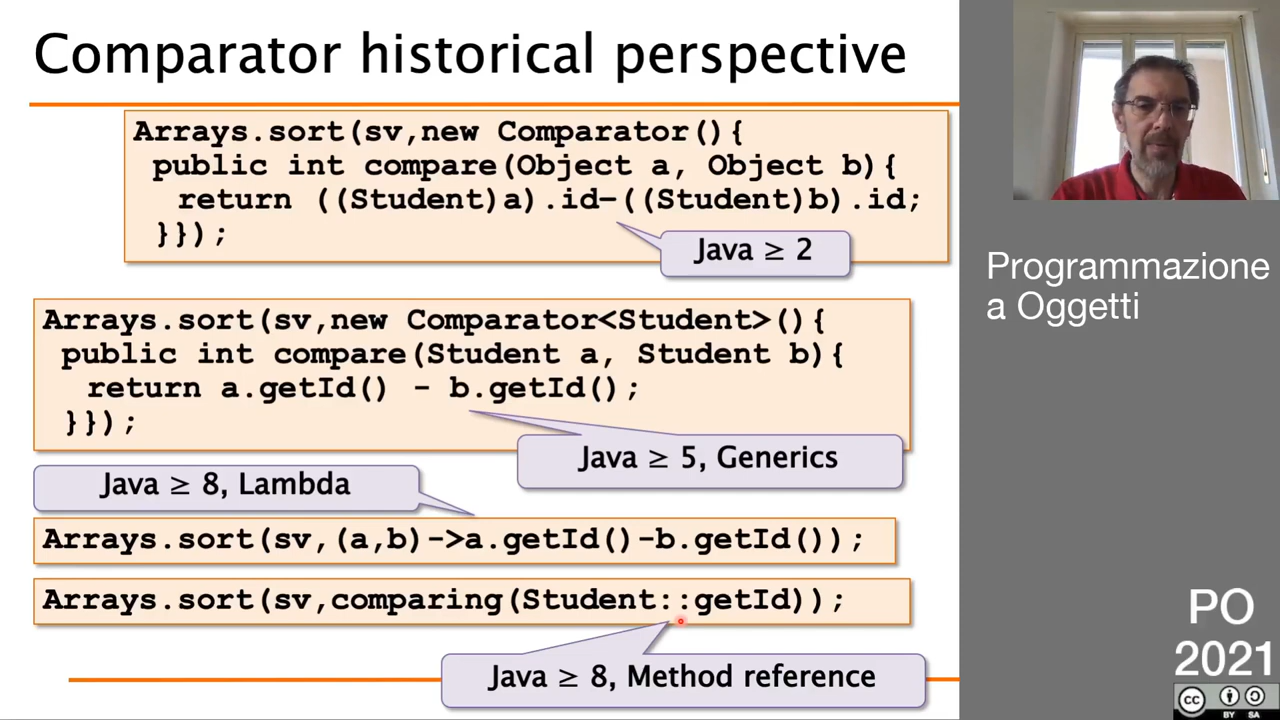 Comparator historical perspective
Arrays.sort(sv,new Comparator(){
public int compare(Object a, Object b){
return ((Student)a).id-((Student)b).id;
}});
Java ≥ 2
Arrays.sort(sv,new Comparator<Student>(){
public int compare(Student a, Student b){
return a.getId() - b.getId();
}});
Java ≥ 5, Generics
Java ≥ 8, Lambda
Arrays.sort(sv,(a,b)->a.getId()-b.getId());
Arrays.sort(sv,comparing(Student::getId));
Java ≥ 8, Method reference
Programmazione
a Oggetti
PO
2021
CC
BY SA